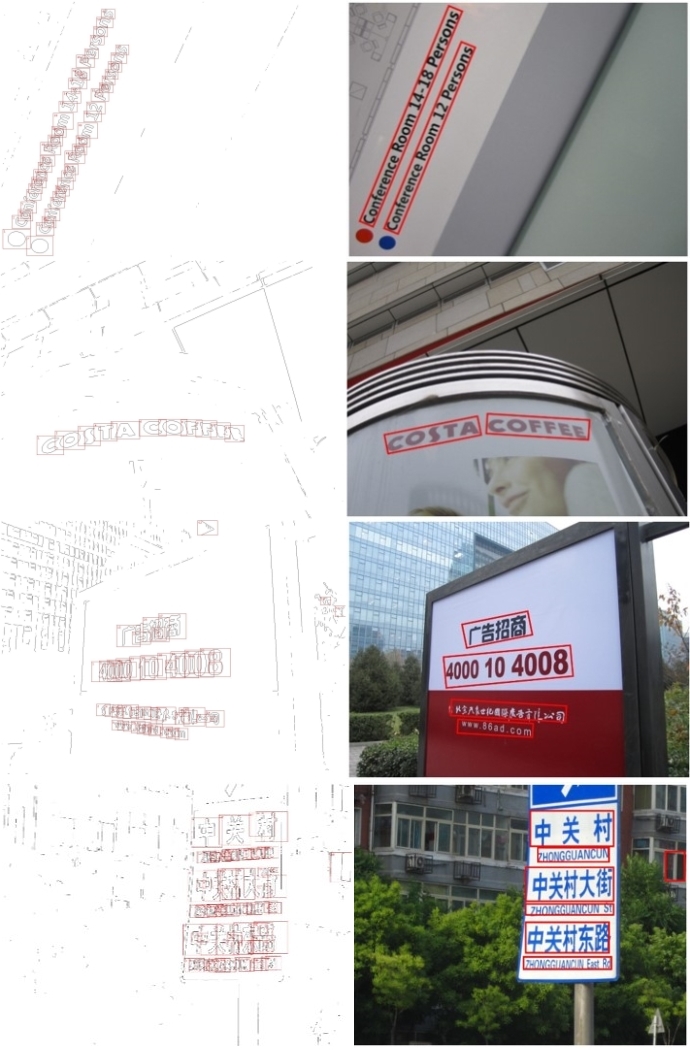 Conference Room 14-18 Persons
Conference Room 12 Persons
COSTA COFFEE
广告招商
4000 10 4008
www.86ad.com
中关村
ZHONGGUANCUN
中关村大街
ZHONGGUANCUN St
中关村东路
ZHONGGUANCUN East Rd